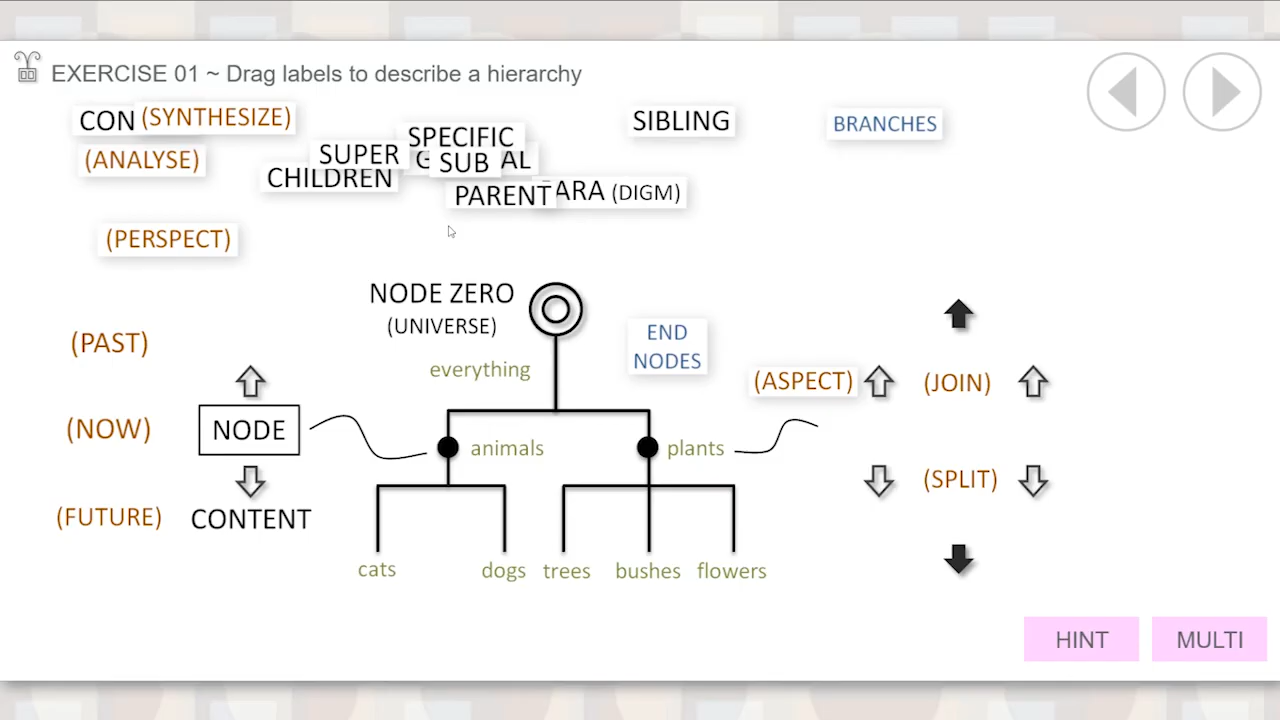 EXERCISE 01 ~ Drag labels to describe a hierarchy
CON (SYNTHESIZE)
SPECIFIC
SIBLING
BRANCHES
(ANALYSE)
SUPER
SUB
CHILDREN
PARENT
ARA (DIGM)
(PERSPECT)
NODE ZERO
(UNIVERSE)
END
NODES
(PAST)
everything
(ASPECT)
(JOIN)
(NOW)
NODE
animals
plants
(SPLIT)
(FUTURE)
CONTENT
cats
dogs
trees
bushes
flowers
HINT
MULTI